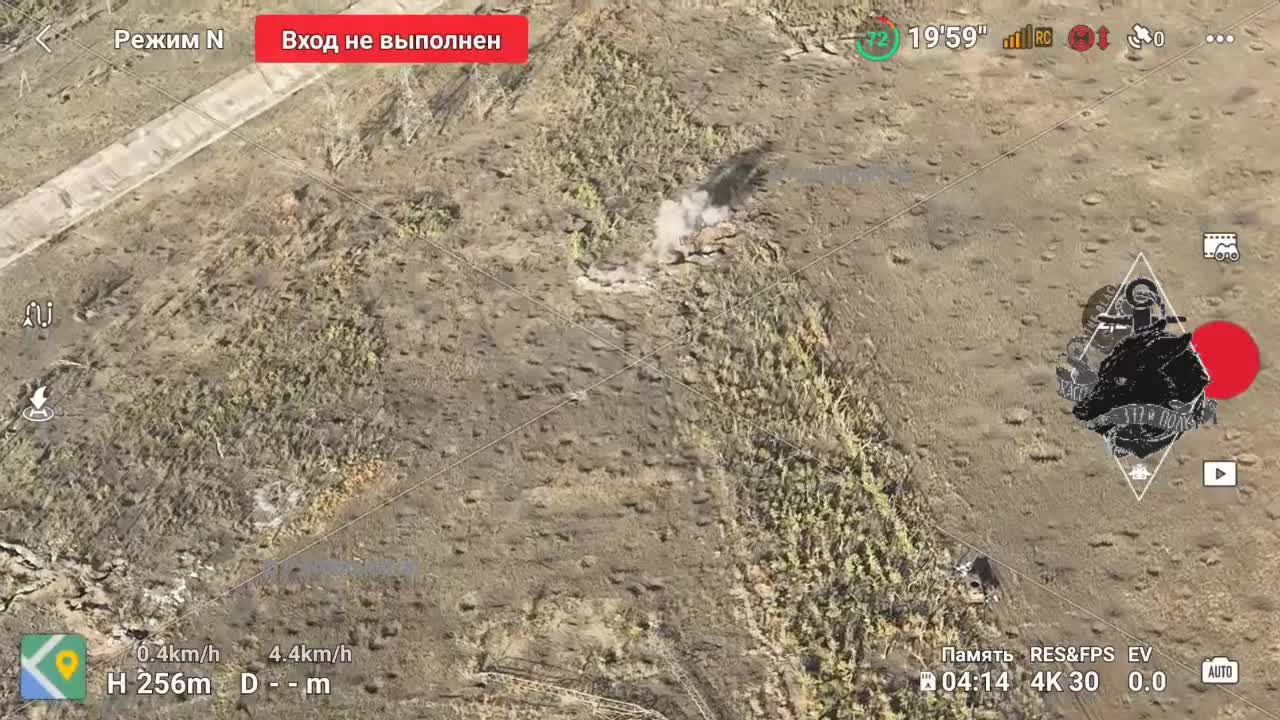 Режим N
Вход не выполнен
72
19'59"
RC
0
0.4km/h 4.4km/h
H 256m D - - m
Память RES&FPS EV
04:14 4K 30 0.0
AUTO